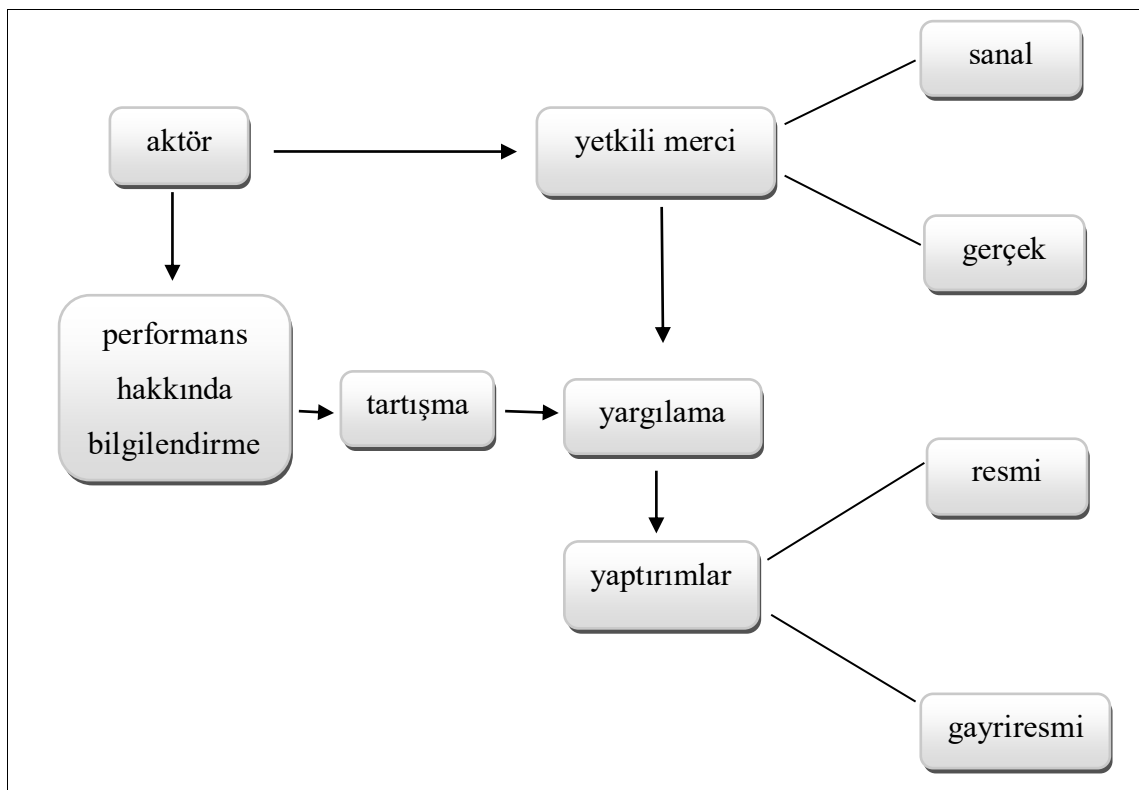 sanal
aktör
yetkili merci
gerçek
performans
hakkında
bilgilendirme
tartışma
yargılama
resmi
yaptırımlar
gayriresmi